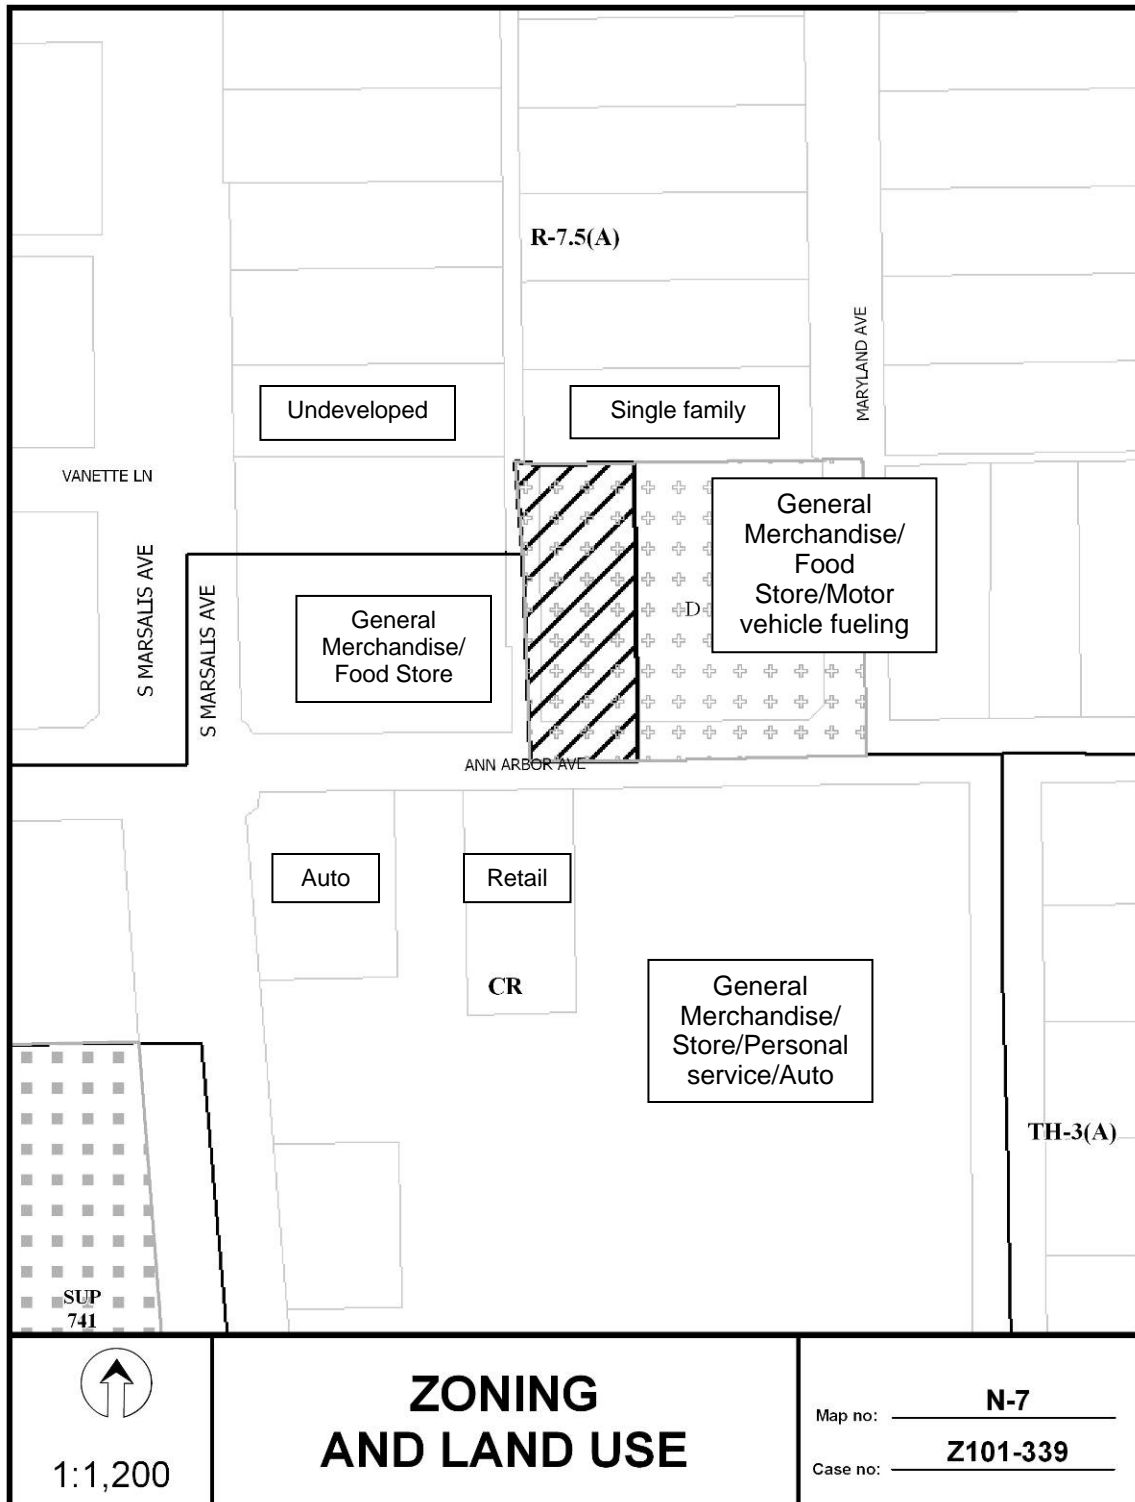 R-7.5(A)
MARYLAND AVE
Undeveloped
Single family
VANETTE LN
General
Merchandise/
Food
Store/Motor
vehicle fueling
S MARSALIS AVE
S MARSALIS AVE
General
Merchandise/
Food Store
D
ANN ARBOR AVE
Auto
Retail
CR
General
Merchandise/
Store/Personal
service/Auto
TH-3(A)
SUP
741
1:1,200
ZONING
AND LAND USE
Map no: N-7
Case no: Z101-339